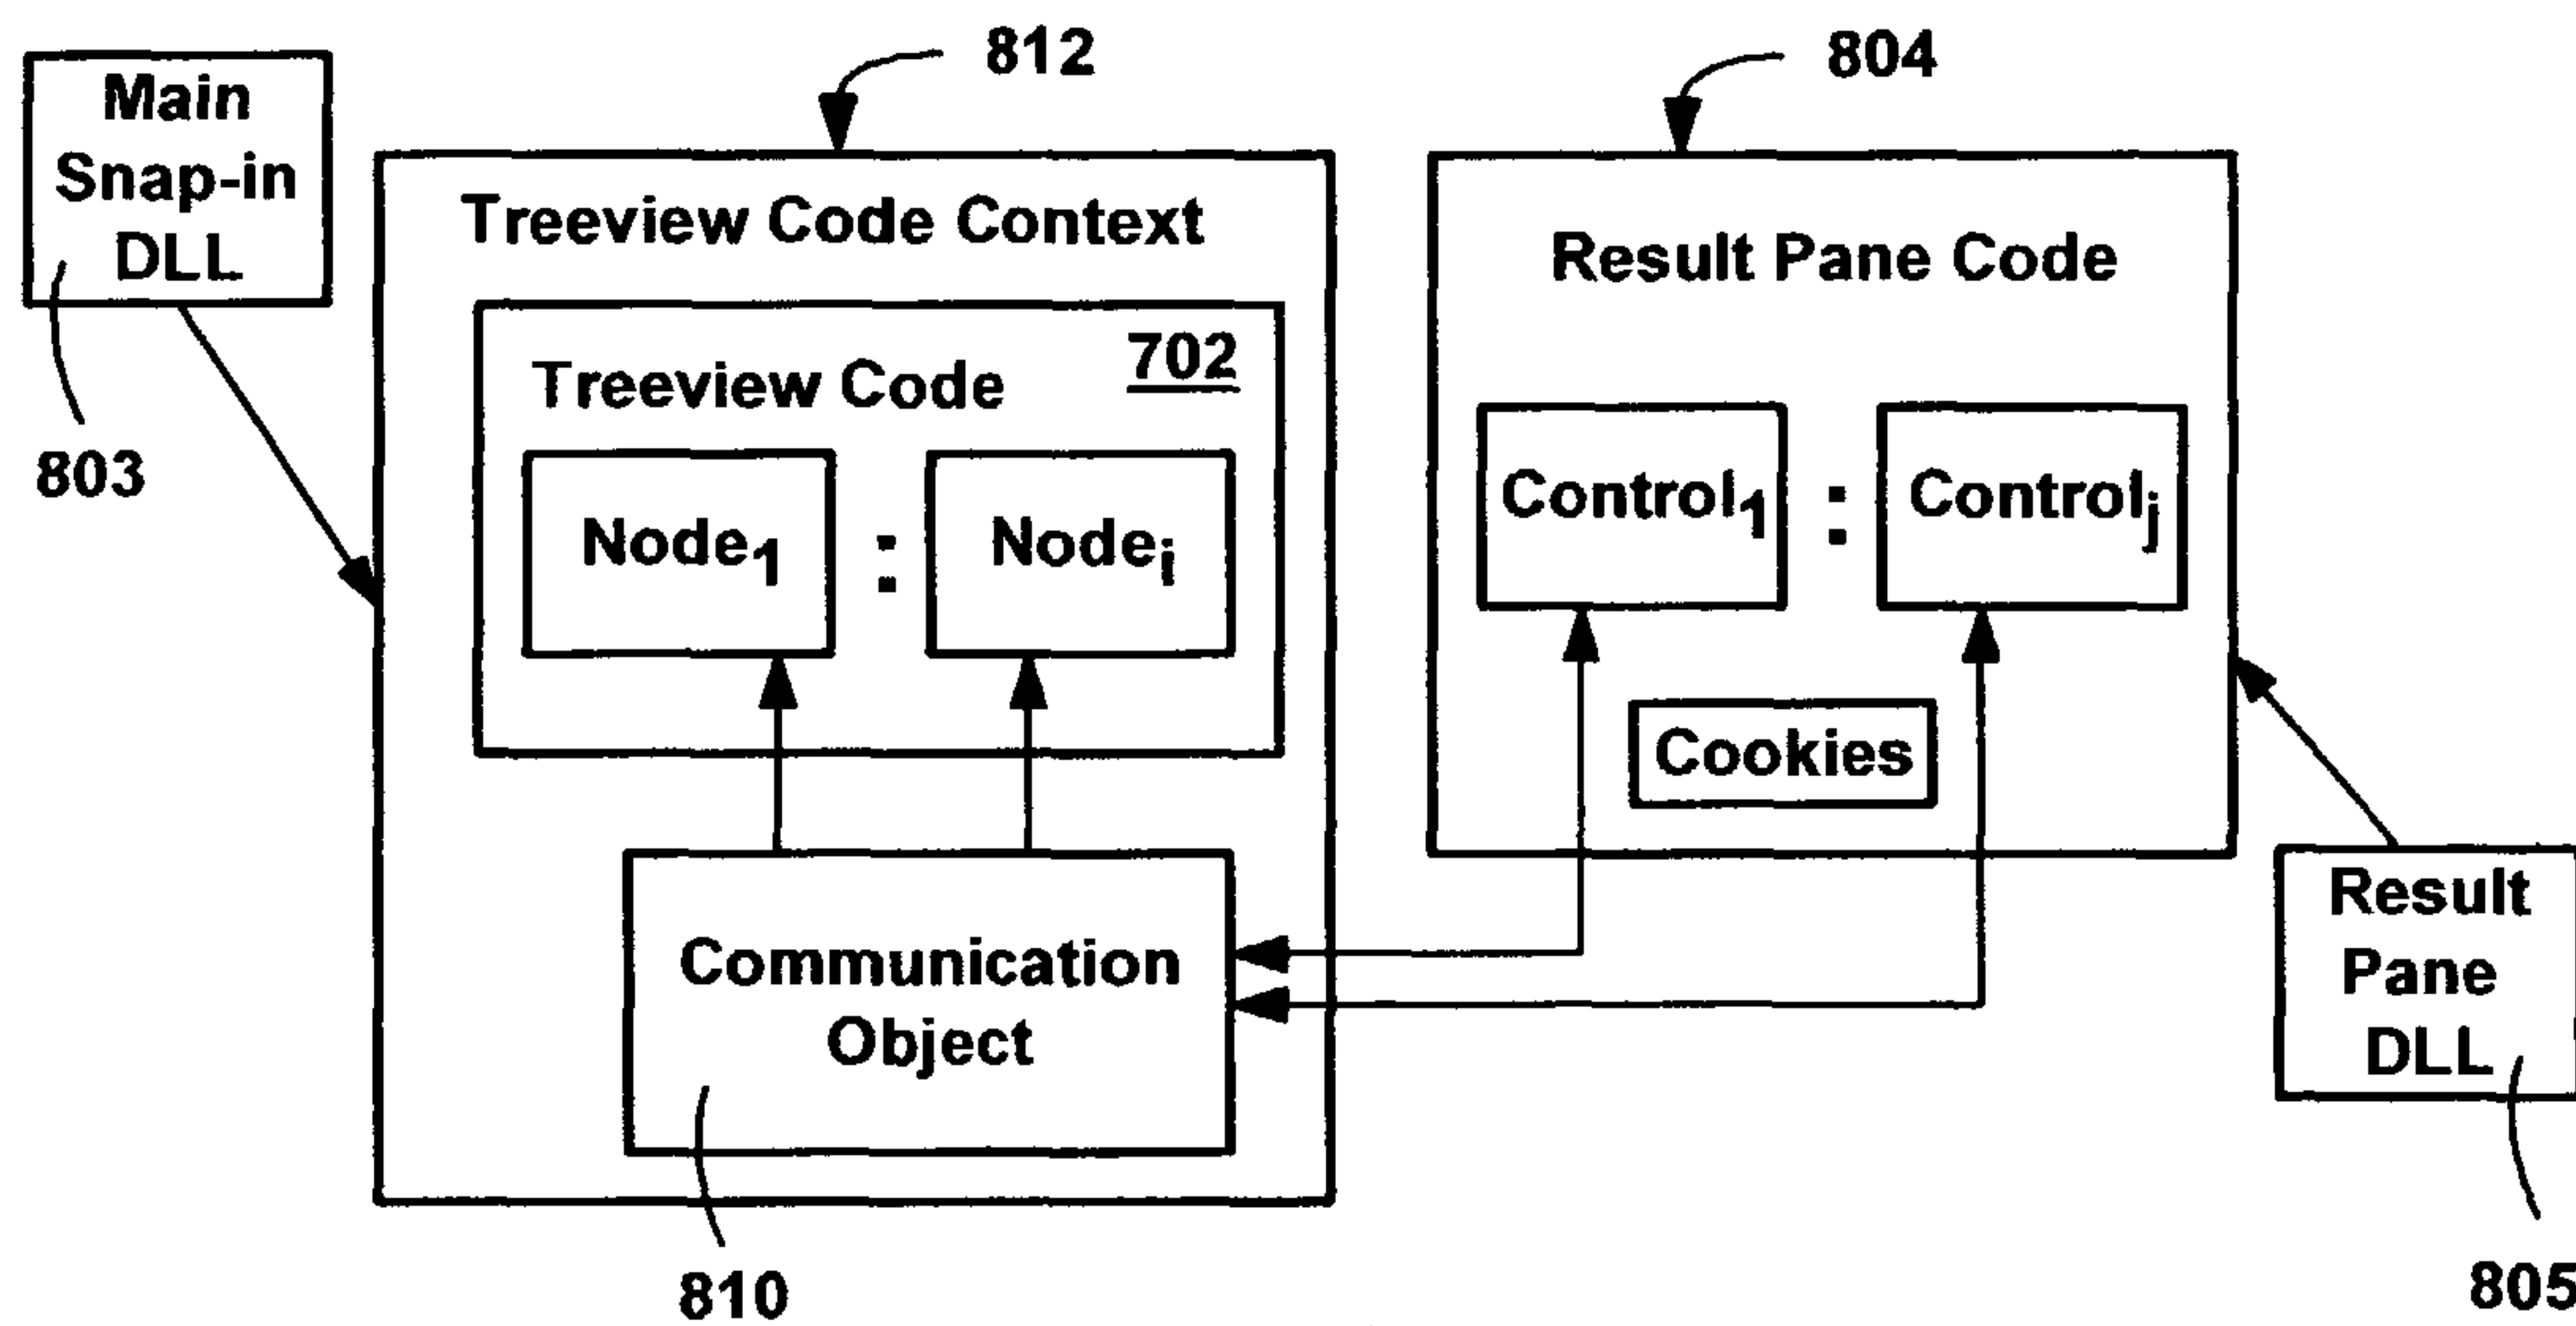 812
804
Main
Snap-in
DLL
803
Treeview Code Context
702
Treeview Code
Node1
:
Nodei
Communication
Object
810
Result Pane Code
Control1
:
Controlj
Cookies
Result
Pane
DLL
805